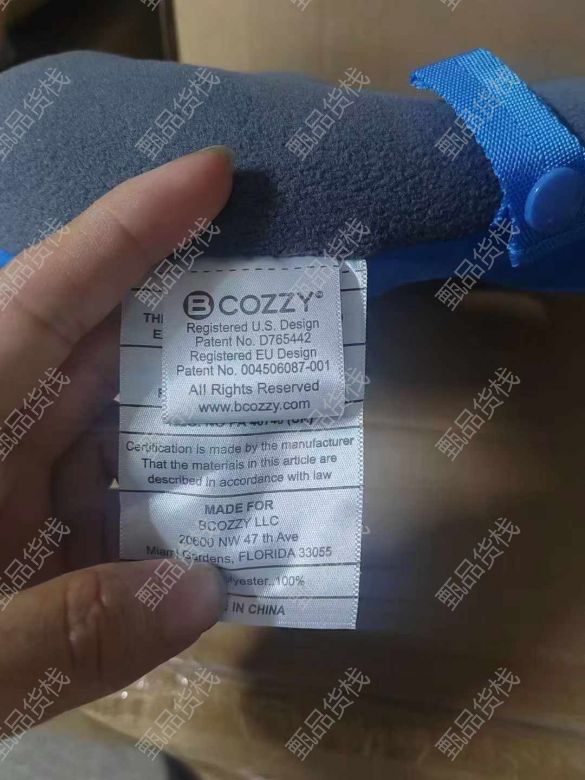 BCOZZY®
Registered U.S. Design
Patent No. D765442
Registered EU Design
Patent No. 004506087-001
All Rights Reserved
www.bcozzy.com
Certification is made by the manufacturer
That the materials in this article are
described in accordance with law
MADE FOR
BCOZZY LLC
20600 NW 47 th Ave
Miami Gardens, FLORIDA 33055
100%
IN CHINA
甄品货栈